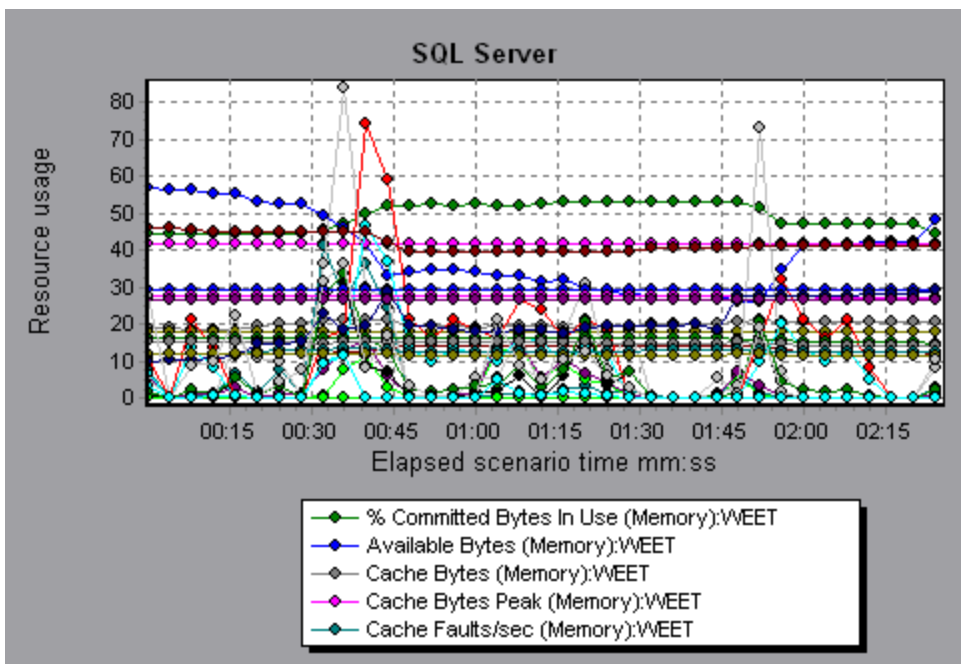 SQL Server
80
70
60
50
40
30
20
10
0
Resource usage
00:15 00:30 00:45 01:00 01:15 01:30 01:45 02:00 02:15
Elapsed scenario time mm:ss
% Committed Bytes In Use (Memory):WEET
Available Bytes (Memory):WEET
Cache Bytes (Memory):WEET
Cache Bytes Peak (Memory):WEET
Cache Faults/sec (Memory):WEET